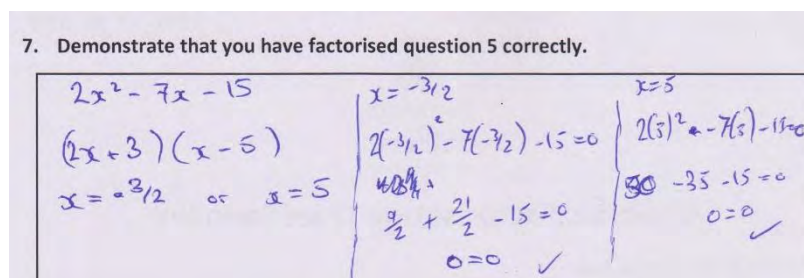 7. Demonstrate that you have factorised question 5 correctly.
2x² - 7x - 15
(2x + 3)(x - 5)
x = -3/2 or x = 5
x = -3/2
2(-3/2)² - 7(-3/2) - 15 = 0
9/2 + 21/2 - 15 = 0
0 = 0 ✓
x = 5
2(5)² - 7(5) - 15 = 0
50 - 35 - 15 = 0
0 = 0 ✓